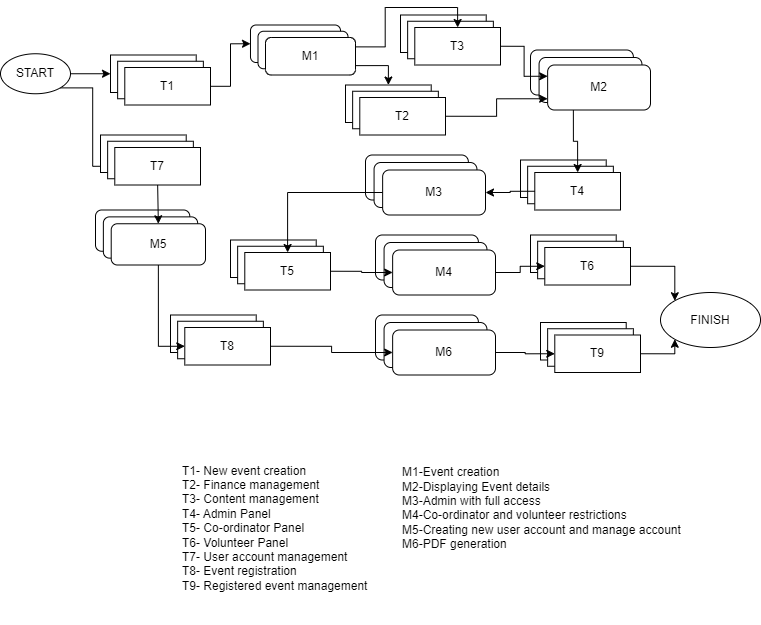 START
T1
M1
T3
T2
M2
T7
M5
M3
T4
T5
M4
T6
FINISH
T8
M6
T9
T1- New event creation
T2- Finance management
T3- Content management
T4- Admin Panel
T5- Co-ordinator Panel
T6- Volunteer Panel
T7- User account management
T8- Event registration
T9- Registered event management
M1-Event creation
M2-Displaying Event details
M3-Admin with full access
M4-Co-ordinator and volunteer restrictions
M5-Creating new user account and manage account
M6-PDF generation